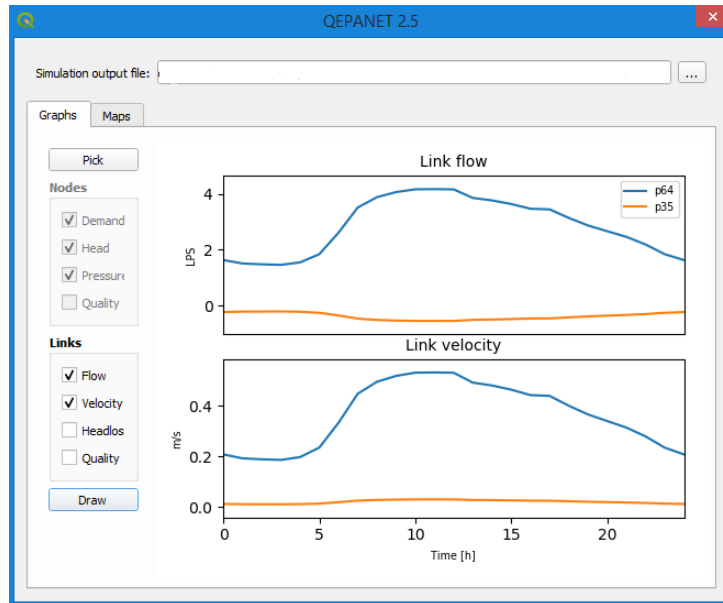 QEPANET 2.5
Simulation output file:
...
Graphs
Maps
Pick
Nodes
Demand
Head
Pressure
Quality
Links
Flow
Velocity
Headlos
Quality
Draw
Link flow
p64
p35
4
2
0
LPS
Link velocity
0.4
0.2
0.0
m/s
0 5 10 15 20
Time [h]